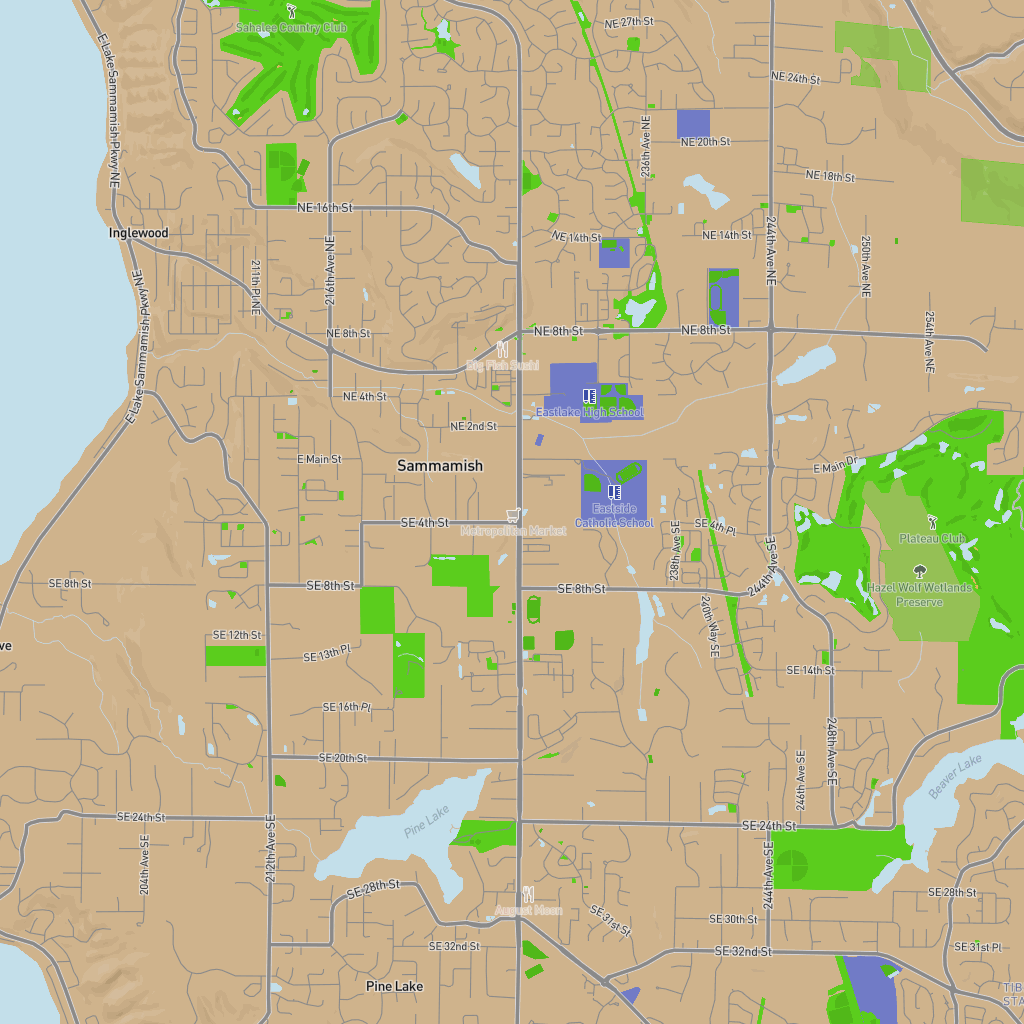 NE 27th St
Sahalee Country Club
E Lake Sammamish Pkwy NE
NE 24th St
236th Ave NE
NE 20th St
NE 18th St
NE 16th St
244th Ave NE
Inglewood
NE 14th St
NE 14th St
250th Ave NE
216th Ave NE
211th Pl NE
E Lake Sammamish Pkwy NE
NE 8th St
NE 8th St
NE 8th St
254th Ave NE
Big Fish Sushi
NE 4th St
Eastlake High School
NE 2nd St
E Main St
Sammamish
E Main Dr
Eastside
Catholic School
SE 4th St
Metropolitan Market
SE 4th Pl
238th Ave SE
244th Ave SE
Plateau Club
SE 8th St
SE 8th St
SE 8th St
Hazel Wolf Wetlands
Preserve
240th Way SE
SE 12th St
ve
SE 13th Pl
SE 14th St
SE 16th Pl
248th Ave SE
SE 20th St
246th Ave SE
Beaver Lake
Pine Lake
SE 24th St
SE 24th St
204th Ave SE
212th Ave SE
244th Ave SE
SE 28th St
SE 28th St
August Moon
SE 31st St
SE 30th St
SE 32nd St
SE 32nd St
SE 31st Pl
Pine Lake
TIB
STA